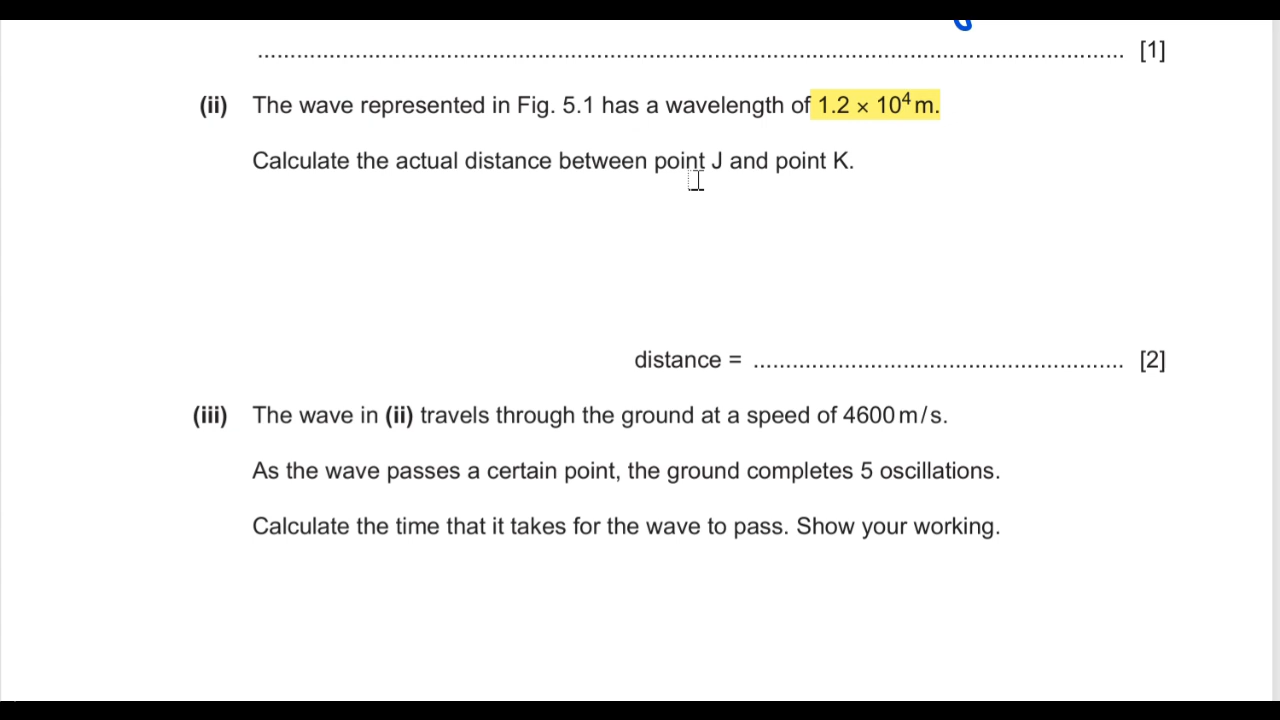 ........................................................................................................................................ [1]
(ii) The wave represented in Fig. 5.1 has a wavelength of 1.2 × 10⁴ m.
Calculate the actual distance between point J and point K.
distance = ......................................................... [2]
(iii) The wave in (ii) travels through the ground at a speed of 4600 m/s.
As the wave passes a certain point, the ground completes 5 oscillations.
Calculate the time that it takes for the wave to pass. Show your working.